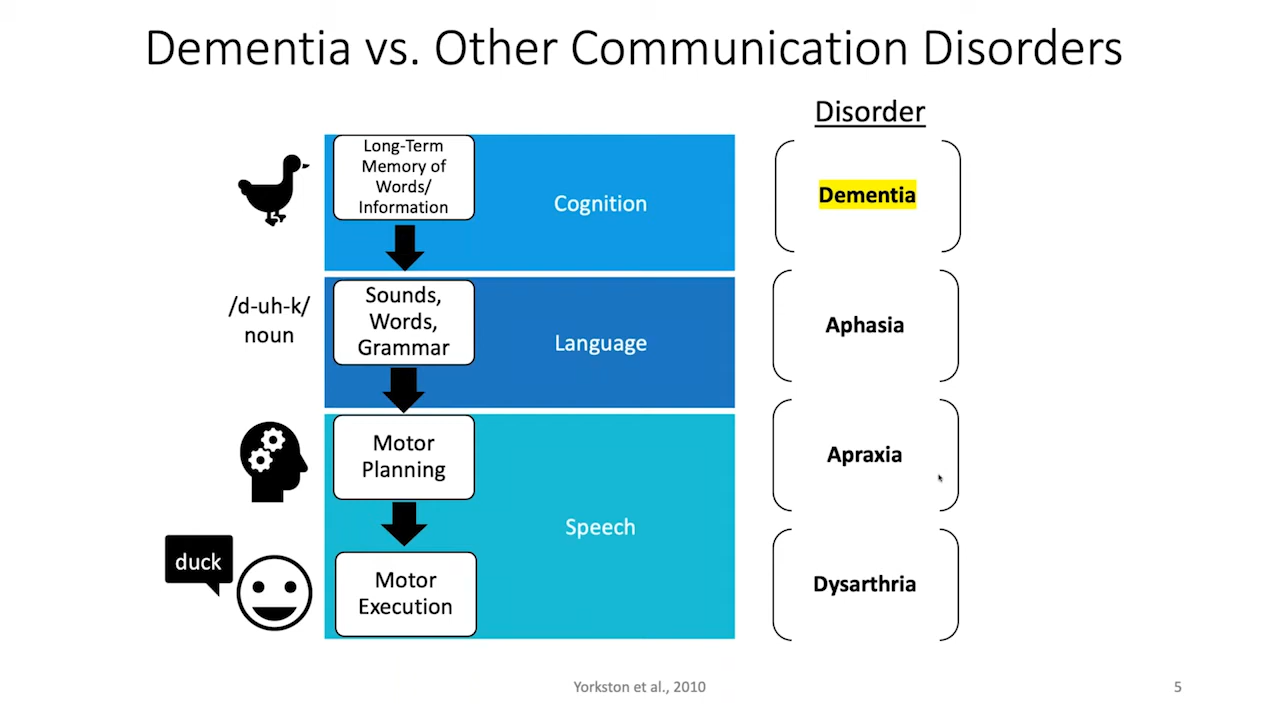 Dementia vs. Other Communication Disorders
Disorder
Long-Term
Memory of
Words/
Information
Cognition
Dementia
/d-uh-k/
noun
Sounds,
Words,
Grammar
Language
Aphasia
Motor
Planning
Speech
Apraxia
duck
Motor
Execution
Dysarthria
Yorkston et al., 2010
5